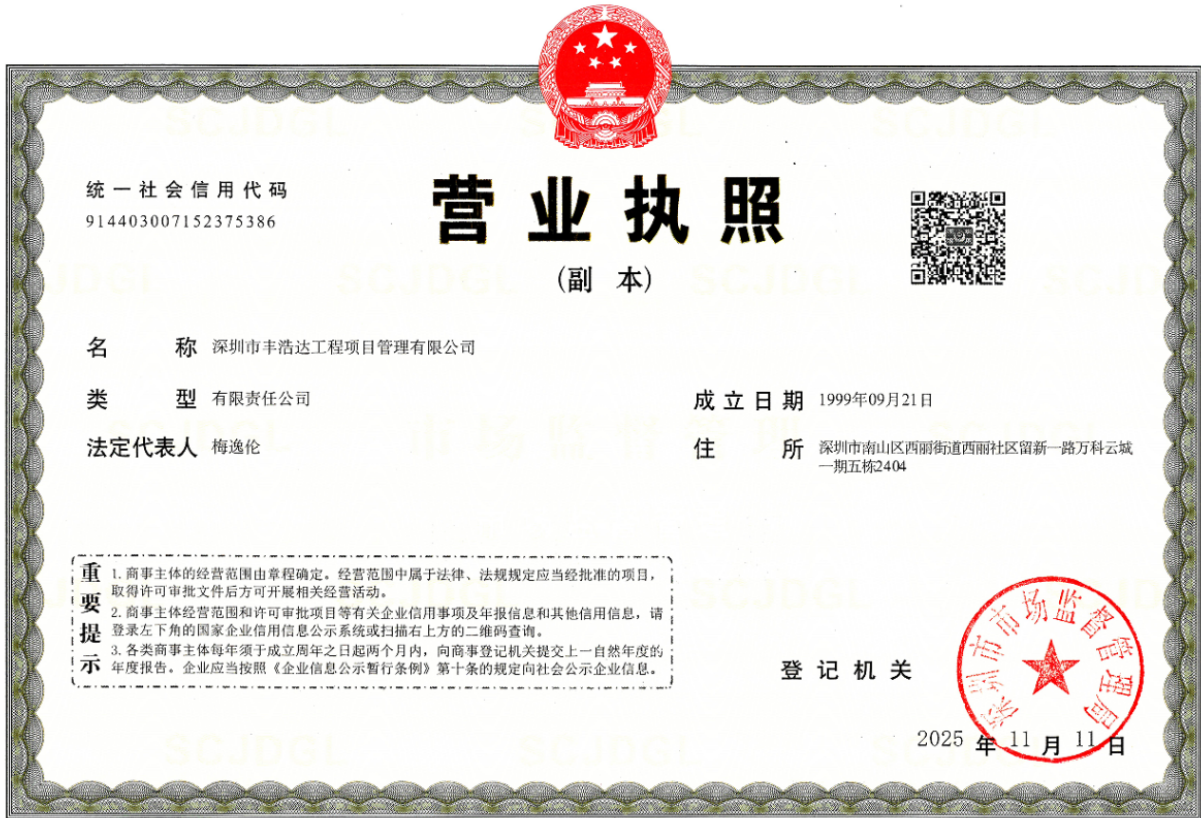 统一社会信用代码
914403007152375386
营业执照
(副 本)
名 称 深圳市丰浩达工程项目管理有限公司
类 型 有限责任公司
法定代表人 梅逸伦
成立日期 1999年09月21日
住 所 深圳市南山区西丽街道西丽社区留新一路万科云城
一期五栋2404
重要提示
1. 商事主体的经营范围由章程确定。经营范围中属于法律、法规规定应当经批准的项目，
取得许可审批文件后方可开展相关经营活动。
2. 商事主体经营范围和许可审批项目等有关企业信用事项及年报信息和其他信用信息，请
登录左下角的国家企业信用信息公示系统或扫描右上方的二维码查询。
3. 各类商事主体每年须于成立周年之日起两个月内，向商事登记机关提交上一自然年度的
年度报告。企业应当按照《企业信息公示暂行条例》第十条的规定向社会公示企业信息。
登记机关
深圳市市场监督管理局
2025 年 11 月 11 日
SCJDGL
市场监督管理